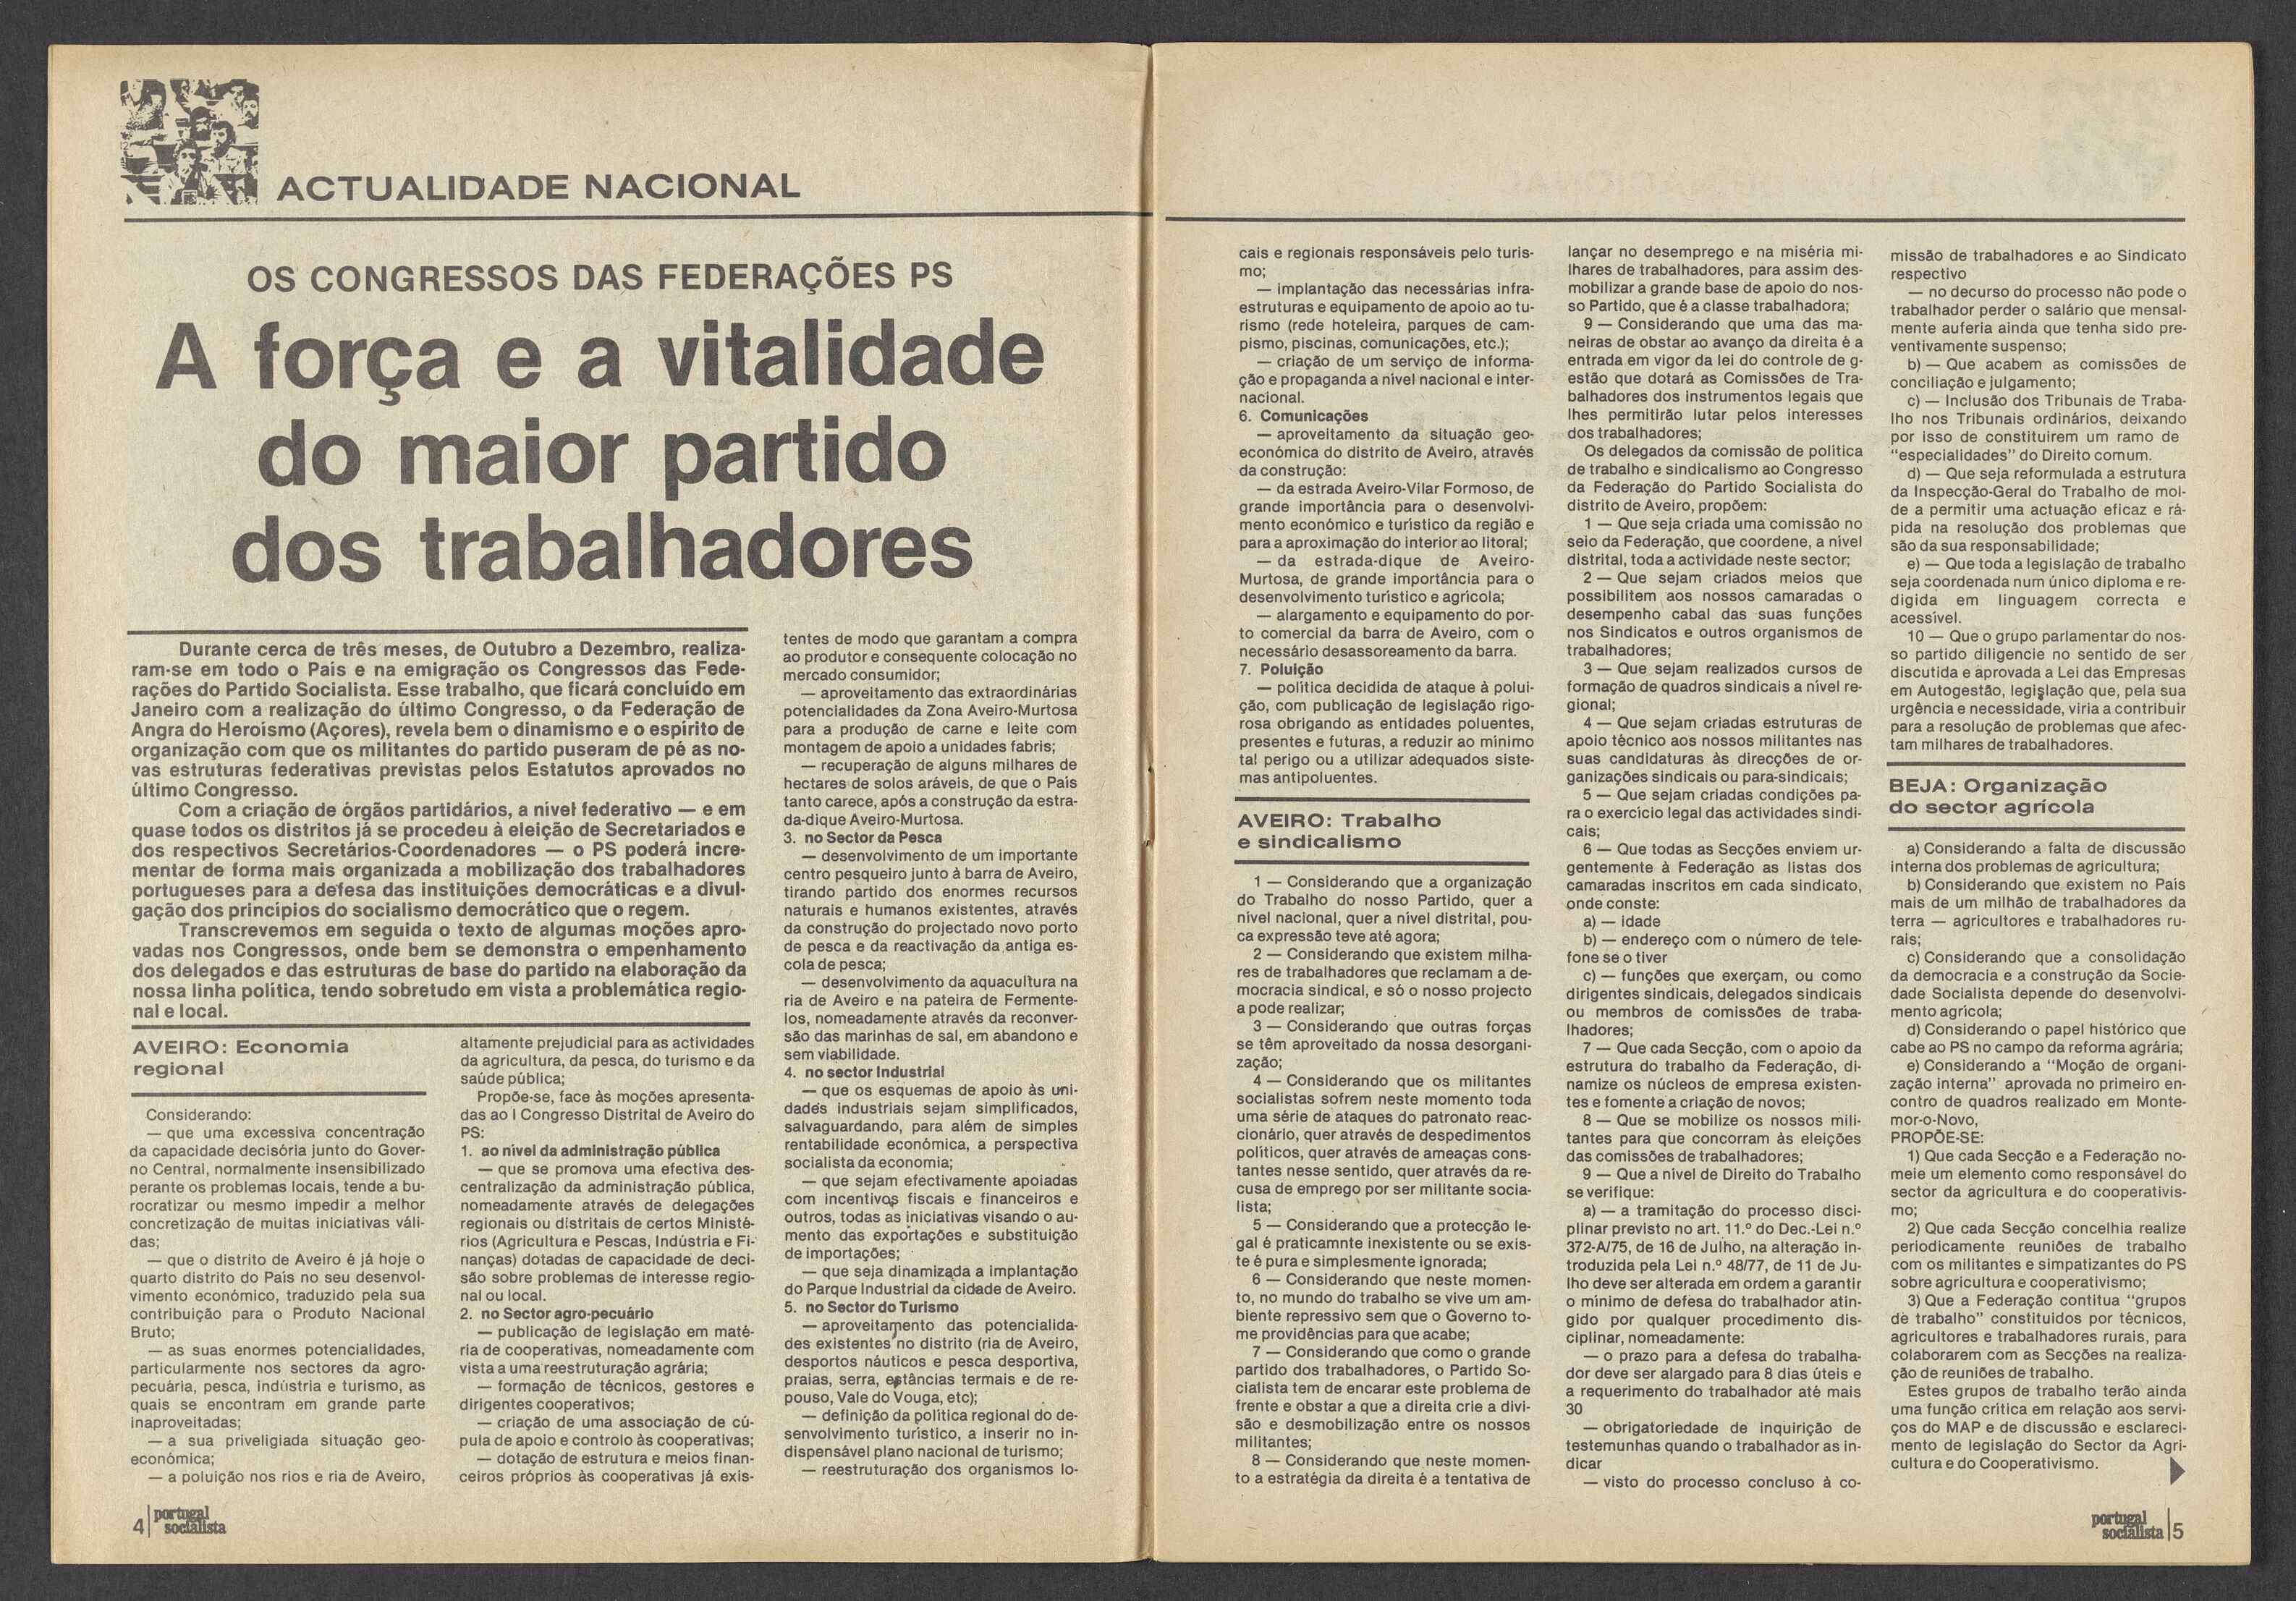 ACTUALIDADE NACIONAL
OS CONGRESSOS DAS FEDERAÇÕES PS
A força e a vitalidade
do maior partido
dos trabalhadores
Durante cerca de três meses, de Outubro a Dezembro, realiza-
ram-se em todo o País e na emigração os Congressos das Fede-
rações do Partido Socialista. Esse trabalho, que ficará concluído em
Janeiro com a realização do último Congresso, o da Federação de
Angra do Heroísmo (Açores), revela bem o dinamismo e o espírito de
organização com que os militantes do partido puseram de pé as no-
vas estruturas federativas previstas pelos Estatutos aprovados no
último Congresso.
Com a criação de órgãos partidários, a nível federativo — e em
quase todos os distritos já se procedeu à eleição de Secretariados e
dos respectivos Secretários-Coordenadores — o PS poderá incre-
mentar de forma mais organizada a mobilização dos trabalhadores
portugueses para a defesa das instituições democráticas e a divul-
gação dos princípios do socialismo democrático que o regem.
Transcrevemos em seguida o texto de algumas moções apro-
vadas nos Congressos, onde bem se demonstra o empenhamento
dos delegados e das estruturas de base do partido na elaboração da
nossa linha política, tendo sobretudo em vista a problemática regio-
nal e local.
AVEIRO: Economia
regional
Considerando:
— que uma excessiva concentração
da capacidade decisória junto do Gover-
no Central, normalmente insensibilizado
perante os problemas locais, tende a bu-
rocratizar ou mesmo impedir a melhor
concretização de muitas iniciativas váli-
das;
— que o distrito de Aveiro é já hoje o
quarto distrito do País no seu desenvol-
vimento económico, traduzido pela sua
contribuição para o Produto Nacional
Bruto;
— as suas enormes potencialidades,
particularmente nos sectores da agro-
pecuária, pesca, indústria e turismo, as
quais se encontram em grande parte
inaproveitadas;
— a sua priveligiada situação geo-
económica;
— a poluição nos rios e ria de Aveiro,
altamente prejudicial para as actividades
da agricultura, da pesca, do turismo e da
saúde pública;
Propõe-se, face às moções apresenta-
das ao I Congresso Distrital de Aveiro do
PS:
1. ao nível da administração pública
— que se promova uma efectiva des-
centralização da administração pública,
nomeadamente através de delegações
regionais ou distritais de certos Ministé-
rios (Agricultura e Pescas, Indústria e Fi-
nanças) dotadas de capacidade de deci-
são sobre problemas de interesse regio-
nal ou local.
2. no Sector agro-pecuário
— publicação de legislação em maté-
ria de cooperativas, nomeadamente com
vista a uma reestruturação agrária;
— formação de técnicos, gestores e
dirigentes cooperativos;
— criação de uma associação de cú-
pula de apoio e controlo às cooperativas;
— dotação de estrutura e meios finan-
ceiros próprios às cooperativas já exis-
tentes de modo que garantam a compra
ao produtor e consequente colocação no
mercado consumidor;
— aproveitamento das extraordinárias
potencialidades da Zona Aveiro-Murtosa
para a produção de carne e leite com
montagem de apoio a unidades fabris;
— recuperação de alguns milhares de
hectares de solos aráveis, de que o País
tanto carece, após a construção da estra-
da-dique Aveiro-Murtosa.
3. no Sector da Pesca
— desenvolvimento de um importante
centro pesqueiro junto à barra de Aveiro,
tirando partido dos enormes recursos
naturais e humanos existentes, através
da construção do projectado novo porto
de pesca e da reactivação da antiga es-
cola de pesca;
— desenvolvimento da aquacultura na
ria de Aveiro e na pateira de Fermente-
los, nomeadamente através da reconver-
são das marinhas de sal, em abandono e
sem viabilidade.
4. no sector Industrial
— que os esquemas de apoio às uni-
dades industriais sejam simplificados,
salvaguardando, para além de simples
rentabilidade económica, a perspectiva
socialista da economia;
— que sejam efectivamente apoiadas
com incentivos fiscais e financeiros e
outros, todas as iniciativas visando o au-
mento das exportações e substituição
de importações;
— que seja dinamizada a implantação
do Parque Industrial da cidade de Aveiro.
5. no Sector do Turismo
— aproveitamento das potencialida-
des existentes no distrito (ria de Aveiro,
desportos náuticos e pesca desportiva,
praias, serra, estâncias termais e de re-
pouso, Vale do Vouga, etc);
— definição da política regional do de-
senvolvimento turístico, a inserir no in-
dispensável plano nacional de turismo;
— reestruturação dos organismos lo-
4 portugal
socialista
cais e regionais responsáveis pelo turis-
mo;
— implantação das necessárias infra-
estruturas e equipamento de apoio ao tu-
rismo (rede hoteleira, parques de cam-
pismo, piscinas, comunicações, etc.);
— criação de um serviço de informa-
ção e propaganda a nível nacional e inter-
nacional.
6. Comunicações
— aproveitamento da situação geo-
económica do distrito de Aveiro, através
da construção:
— da estrada Aveiro-Vilar Formoso, de
grande importância para o desenvolvi-
mento económico e turístico da região e
para a aproximação do interior ao litoral;
— da estrada-dique de Aveiro-
Murtosa, de grande importância para o
desenvolvimento turístico e agrícola;
— alargamento e equipamento do por-
to comercial da barra de Aveiro, com o
necessário desassoreamento da barra.
7. Poluição
— política decidida de ataque à polui-
ção, com publicação de legislação rigo-
rosa obrigando as entidades poluentes,
presentes e futuras, a reduzir ao mínimo
tal perigo ou a utilizar adequados siste-
mas antipoluentes.
AVEIRO: Trabalho
e sindicalismo
1 — Considerando que a organização
do Trabalho do nosso Partido, quer a
nível nacional, quer a nível distrital, pou-
ca expressão teve até agora;
2 — Considerando que existem milha-
res de trabalhadores que reclamam a de-
mocracia sindical, e só o nosso projecto
a pode realizar;
3 — Considerando que outras forças
se têm aproveitado da nossa desorgani-
zação;
4 — Considerando que os militantes
socialistas sofrem neste momento toda
uma série de ataques do patronato reac-
cionário, quer através de despedimentos
políticos, quer através de ameaças cons-
tantes nesse sentido, quer através da re-
cusa de emprego por ser militante socia-
lista;
5 — Considerando que a protecção le-
gal é praticamnte inexistente ou se exis-
te é pura e simplesmente ignorada;
6 — Considerando que neste momen-
to, no mundo do trabalho se vive um am-
biente repressivo sem que o Governo to-
me providências para que acabe;
7 — Considerando que como o grande
partido dos trabalhadores, o Partido So-
cialista tem de encarar este problema de
frente e obstar a que a direita crie a divi-
são e desmobilização entre os nossos
militantes;
8 — Considerando que neste momen-
to a estratégia da direita é a tentativa de
lançar no desemprego e na miséria mi-
lhares de trabalhadores, para assim des-
mobilizar a grande base de apoio do nos-
so Partido, que é a classe trabalhadora;
9 — Considerando que uma das ma-
neiras de obstar ao avanço da direita é a
entrada em vigor da lei do controle de g-
estão que dotará as Comissões de Tra-
balhadores dos instrumentos legais que
lhes permitirão lutar pelos interesses
dos trabalhadores;
Os delegados da comissão de política
de trabalho e sindicalismo ao Congresso
da Federação do Partido Socialista do
distrito de Aveiro, propõem:
1 — Que seja criada uma comissão no
seio da Federação, que coordene, a nível
distrital, toda a actividade neste sector;
2 — Que sejam criados meios que
possibilitem aos nossos camaradas o
desempenho cabal das suas funções
nos Sindicatos e outros organismos de
trabalhadores;
3 — Que sejam realizados cursos de
formação de quadros sindicais a nível re-
gional;
4 — Que sejam criadas estruturas de
apoio técnico aos nossos militantes nas
suas candidaturas às direcções de or-
ganizações sindicais ou para-sindicais;
5 — Que sejam criadas condições pa-
ra o exercício legal das actividades sindi-
cais;
6 — Que todas as Secções enviem ur-
gentemente à Federação as listas dos
camaradas inscritos em cada sindicato,
onde conste:
a) — idade
b) — endereço com o número de tele-
fone se o tiver
c) — funções que exerçam, ou como
dirigentes sindicais, delegados sindicais
ou membros de comissões de traba-
lhadores;
7 — Que cada Secção, com o apoio da
estrutura do trabalho da Federação, di-
namize os núcleos de empresa existen-
tes e fomente a criação de novos;
8 — Que se mobilize os nossos mili-
tantes para que concorram às eleições
das comissões de trabalhadores;
9 — Que a nível de Direito do Trabalho
se verifique:
a) — a tramitação do processo disci-
plinar previsto no art. 11.º do Dec.-Lei n.º
372-A/75, de 16 de Julho, na alteração in-
troduzida pela Lei n.º 48/77, de 11 de Ju-
lho deve ser alterada em ordem a garantir
o mínimo de defesa do trabalhador atin-
gido por qualquer procedimento dis-
ciplinar, nomeadamente:
— o prazo para a defesa do trabalha-
dor deve ser alargado para 8 dias úteis e
a requerimento do trabalhador até mais
30
— obrigatoriedade de inquirição de
testemunhas quando o trabalhador as in-
dicar
— visto do processo concluso à co-
missão de trabalhadores e ao Sindicato
respectivo
— no decurso do processo não pode o
trabalhador perder o salário que mensal-
mente auferia ainda que tenha sido pre-
ventivamente suspenso;
b) — Que acabem as comissões de
conciliação e julgamento;
c) — Inclusão dos Tribunais de Traba-
lho nos Tribunais ordinários, deixando
por isso de constituirem um ramo de
"especialidades" do Direito comum.
d) — Que seja reformulada a estrutura
da Inspecção-Geral do Trabalho de mol-
de a permitir uma actuação eficaz e rá-
pida na resolução dos problemas que
são da sua responsabilidade;
e) — Que toda a legislação de trabalho
seja coordenada num único diploma e re-
digida em linguagem correcta e
acessível.
10 — Que o grupo parlamentar do nos-
so partido diligencie no sentido de ser
discutida e aprovada a Lei das Empresas
em Autogestão, legislação que, pela sua
urgência e necessidade, viria a contribuir
para a resolução de problemas que afec-
tam milhares de trabalhadores.
BEJA: Organização
do sector agrícola
a) Considerando a falta de discussão
interna dos problemas de agricultura;
b) Considerando que existem no País
mais de um milhão de trabalhadores da
terra — agricultores e trabalhadores ru-
rais;
c) Considerando que a consolidação
da democracia e a construção da Socie-
dade Socialista depende do desenvolvi-
mento agrícola;
d) Considerando o papel histórico que
cabe ao PS no campo da reforma agrária;
e) Considerando a "Moção de organi-
zação interna" aprovada no primeiro en-
contro de quadros realizado em Monte-
mor-o-Novo,
PROPÕE-SE:
1) Que cada Secção e a Federação no-
meie um elemento como responsável do
sector da agricultura e do cooperativis-
mo;
2) Que cada Secção concelhia realize
periodicamente reuniões de trabalho
com os militantes e simpatizantes do PS
sobre agricultura e cooperativismo;
3) Que a Federação contitua "grupos
de trabalho" constituidos por técnicos,
agricultores e trabalhadores rurais, para
colaborarem com as Secções na realiza-
ção de reuniões de trabalho.
Estes grupos de trabalho terão ainda
uma função crítica em relação aos servi-
ços do MAP e de discussão e esclareci-
mento de legislação do Sector da Agri-
cultura e do Cooperativismo.
portugal
socialista 5